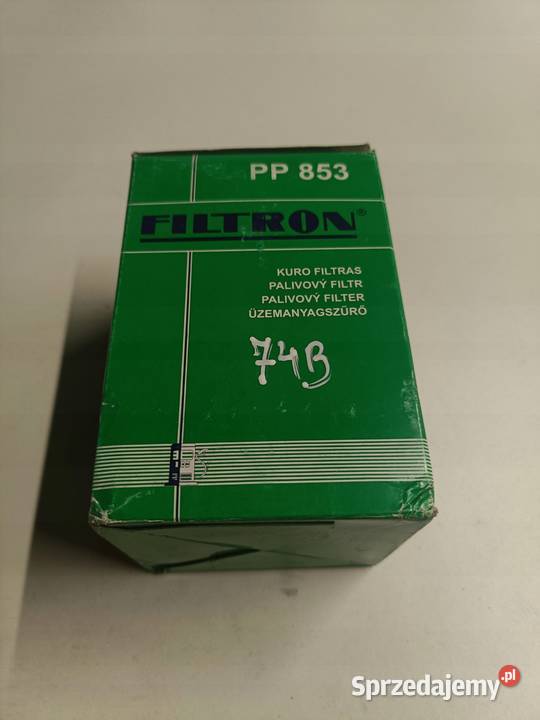 PP 853
FILTRON®
KURO FILTRAS
PALIVOVÝ FILTR
PALIVOVÝ FILTER
ÜZEMANYAGSZŰRŐ
74B
Sprzedajemy.pl